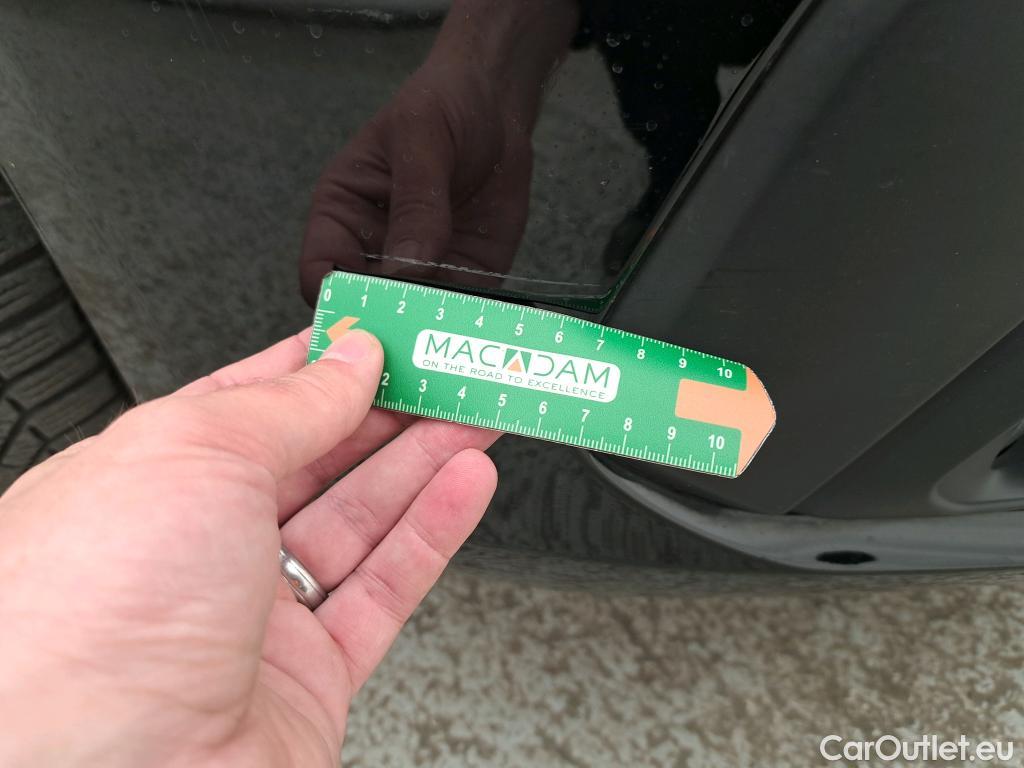 0 1 2 3 4 5 6 7 8 9 10
MACADAM
ON THE ROAD TO EXCELLENCE
2 3 4 5 6 7 8 9 10
CarOutlet.eu